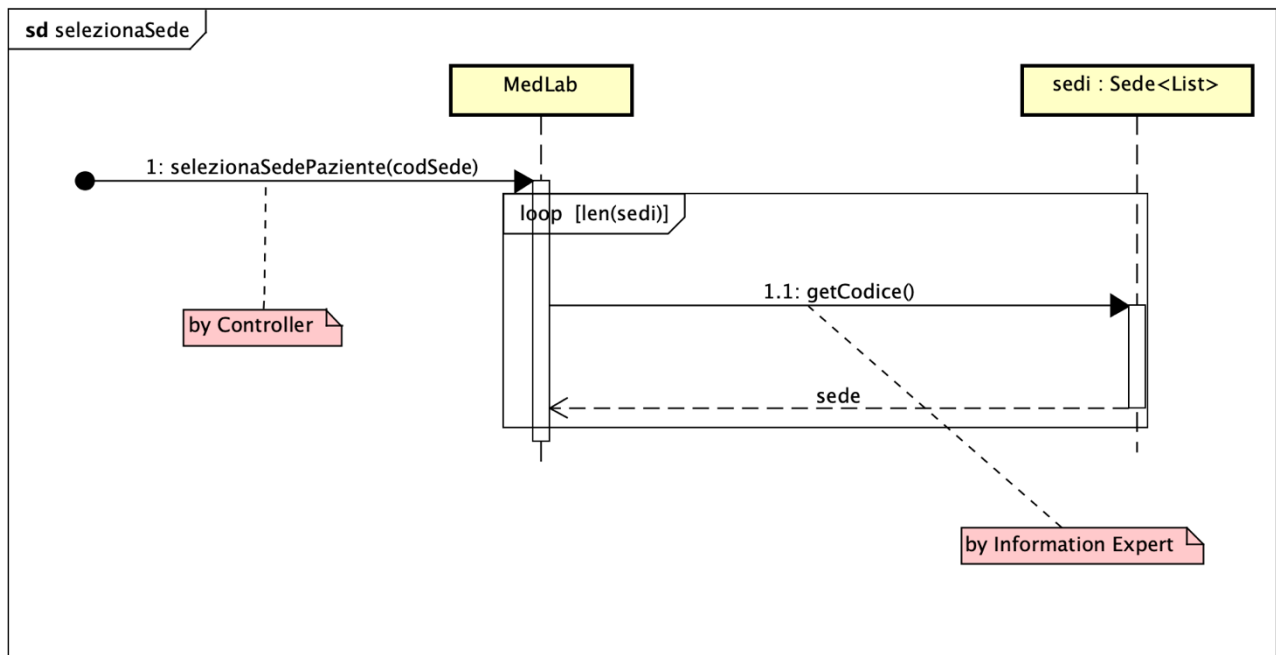 sd selezionaSede
MedLab
sedi : Sede<List>
1: selezionaSedePaziente(codSede)
loop [len(sedi)]
1.1: getCodice()
by Controller
sede
by Information Expert